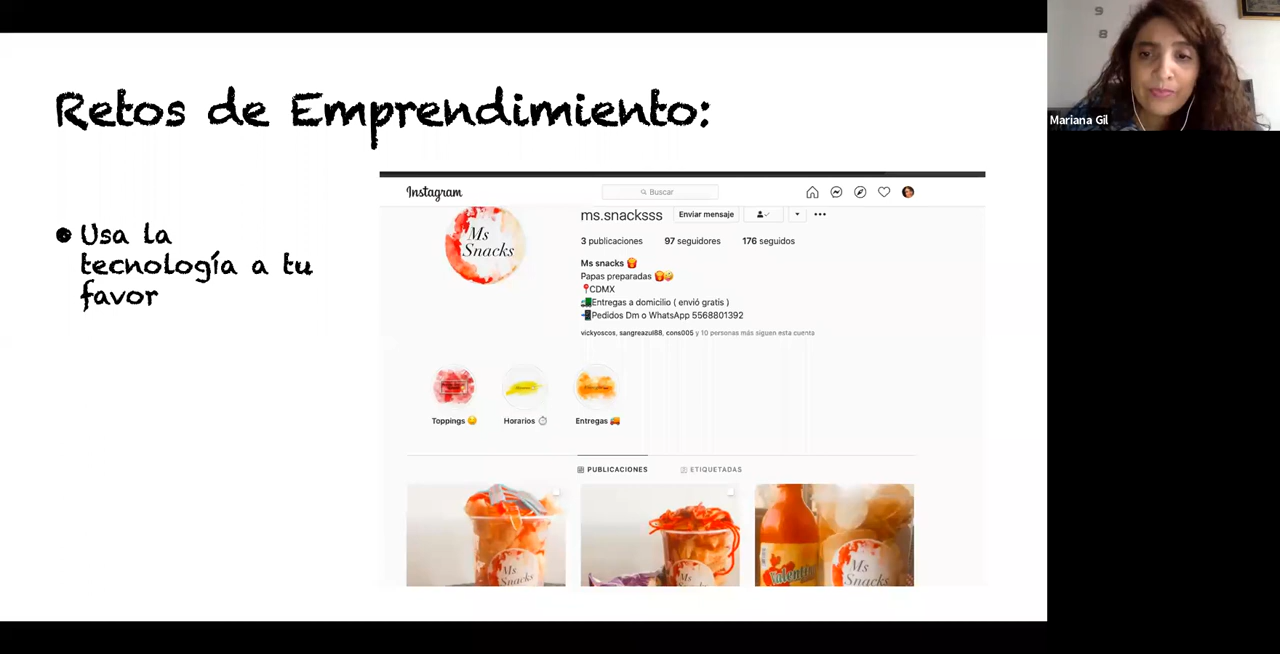 Retos de Emprendimiento:
Usa la
tecnología a tu
favor
Instagram
Buscar
ms.snacksss
Enviar mensaje
3 publicaciones 97 seguidores 176 seguidos
Ms snacks
Papas preparadas
CDMX
Entregas a domicilio ( envió gratis )
Pedidos Dm o WhatsApp 5568801392
vickyoscos, sangreazul88, cons005 y 10 personas más siguen esta cuenta
Ms
Snacks
Toppings
Horarios
Entregas
PUBLICACIONES
ETIQUETADAS
Ms
Snacks
Ms
Valentina
Ms
Snacks
9
8
Mariana Gil